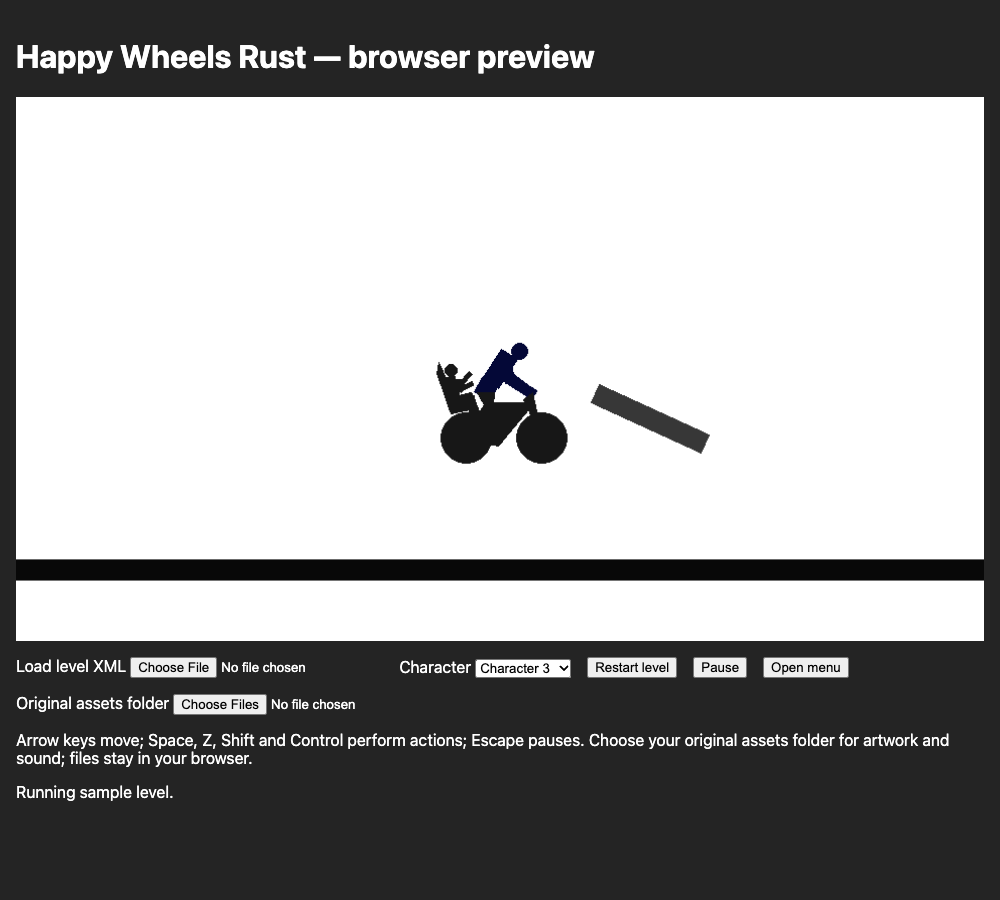 Happy Wheels Rust — browser preview
Load level XML Choose File No file chosen Character Character 3 Restart level Pause Open menu
Original assets folder Choose Files No file chosen
Arrow keys move; Space, Z, Shift and Control perform actions; Escape pauses. Choose your original assets folder for artwork and
sound; files stay in your browser.
Running sample level.